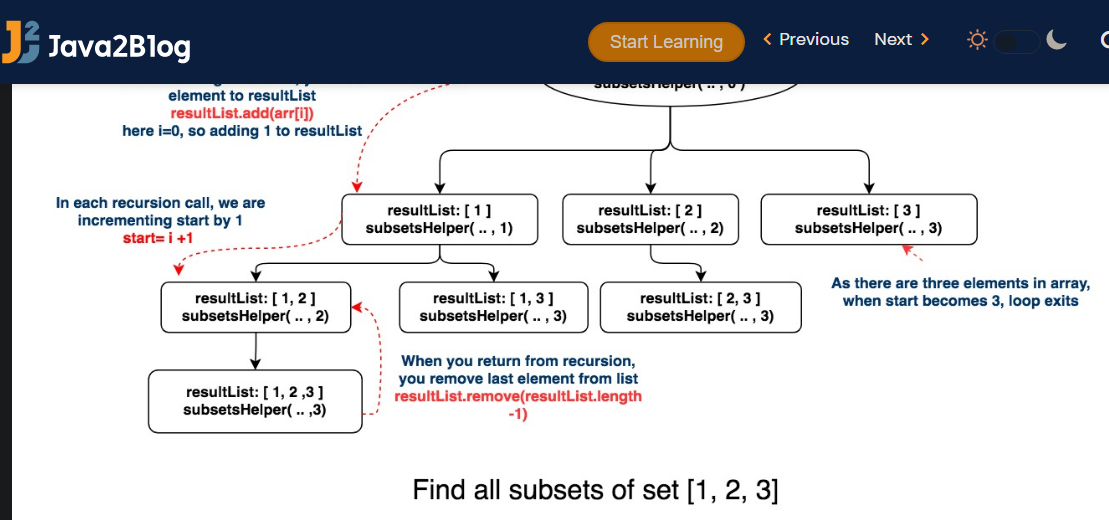 Java2Blog
Start Learning
Previous
Next
element to resultList
resultList.add(arr[i])
here i=0, so adding 1 to resultList
subsetsHelper( .. , 0 )
In each recursion call, we are
incrementing start by 1
start= i +1
resultList: [ 1 ]
subsetsHelper( .. , 1)
resultList: [ 2 ]
subsetsHelper( .. , 2)
resultList: [ 3 ]
subsetsHelper( .. , 3)
As there are three elements in array,
when start becomes 3, loop exits
resultList: [ 1, 2 ]
subsetsHelper( .. , 2)
resultList: [ 1, 3 ]
subsetsHelper( .. , 3)
resultList: [ 2, 3 ]
subsetsHelper( .. , 3)
When you return from recursion,
you remove last element from list
resultList.remove(resultList.length
-1)
resultList: [ 1, 2 ,3 ]
subsetsHelper( .. ,3)
Find all subsets of set [1, 2, 3]